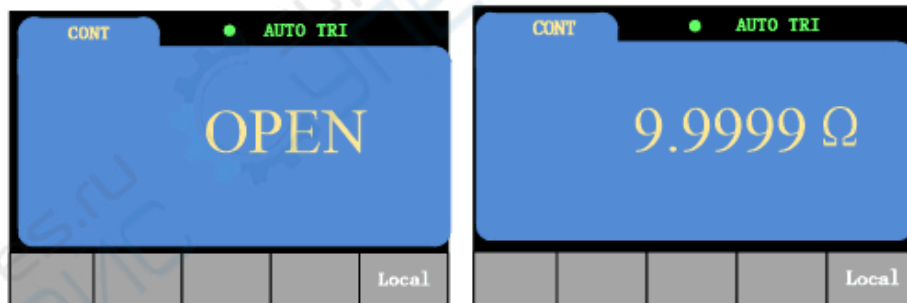 CONT AUTO TRI
OPEN
Local
CONT AUTO TRI
9.9999 Ω
Local